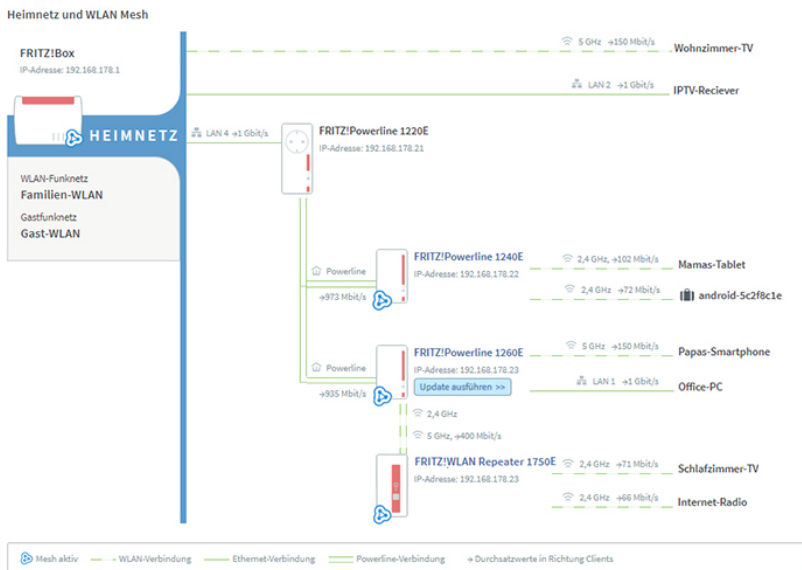 Heimnetz und WLAN Mesh
FRITZ!Box
IP-Adresse: 192.168.178.1
HEIMNETZ
WLAN-Funknetz
Familien-WLAN
Gastfunknetz
Gast-WLAN
5 GHz →150 Mbit/s
Wohnzimmer-TV
LAN 2 →1 Gbit/s
IPTV-Reciever
LAN 4 →1 Gbit/s
FRITZ!Powerline 1220E
IP-Adresse: 192.168.178.21
Powerline
→973 Mbit/s
FRITZ!Powerline 1240E
IP-Adresse: 192.168.178.22
2,4 GHz, →102 Mbit/s
Mamas-Tablet
2,4 GHz →72 Mbit/s
android-5c2f8c1e
Powerline
→935 Mbit/s
FRITZ!Powerline 1260E
IP-Adresse: 192.168.178.23
Update ausführen >>
5 GHz →150 Mbit/s
Papas-Smartphone
LAN 1 →1 Gbit/s
Office-PC
2,4 GHz
5 GHz, →400 Mbit/s
FRITZ!WLAN Repeater 1750E
IP-Adresse: 192.168.178.23
2,4 GHz →71 Mbit/s
Schlafzimmer-TV
2,4 GHz →66 Mbit/s
Internet-Radio
Mesh aktiv
WLAN-Verbindung
Ethernet-Verbindung
Powerline-Verbindung
→ Durchsatzwerte in Richtung Clients